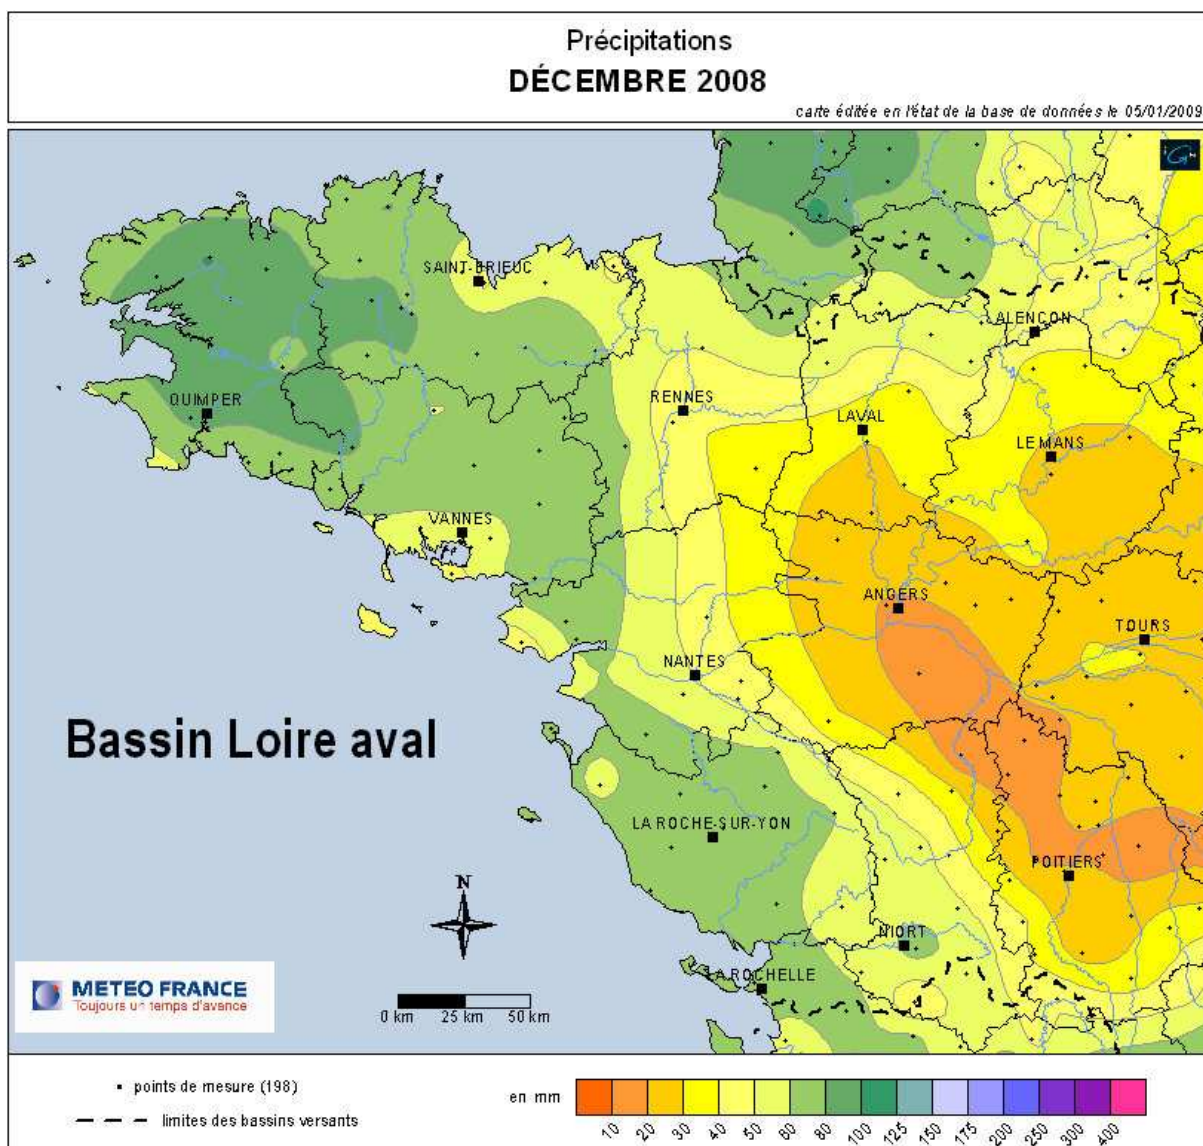 Précipitations
DÉCEMBRE 2008
carte éditée en l'état de la base de données le 05/01/2009
SAINT-BRIEUC
ALENÇON
QUIMPER
RENNES
LAVAL
LE MANS
VANNES
ANGERS
TOURS
NANTES
Bassin Loire aval
LA ROCHE-SUR-YON
POITIERS
N
NIORT
LA ROCHELLE
METEO FRANCE
Toujours un temps d'avance
0 km 25 km 50 km
points de mesure (198)
limites des bassins versants
en mm
10 20 30 40 50 60 80 100 125 150 175 200 250 300 400